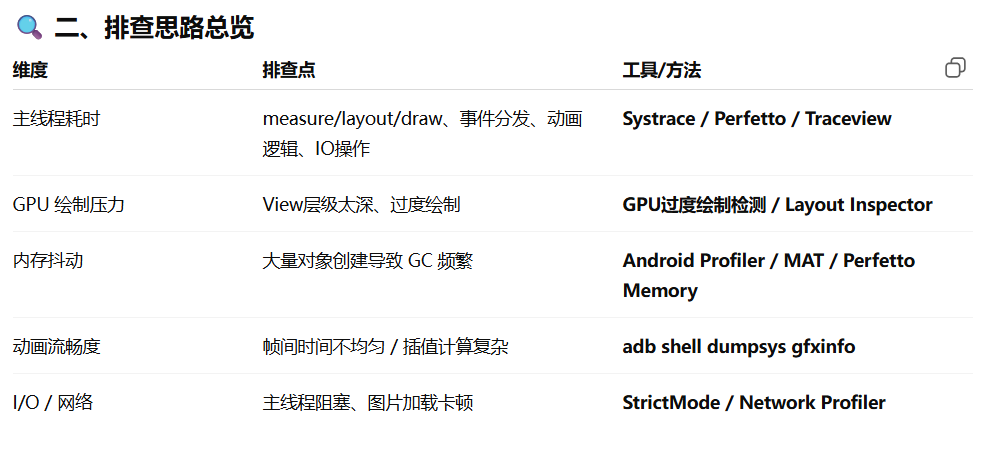 🔍 二、排查思路总览
维度 排查点 工具/方法
主线程耗时 measure/layout/draw、事件分发、动画逻辑、IO操作 Systrace / Perfetto / Traceview
GPU 绘制压力 View层级太深、过度绘制 GPU过度绘制检测 / Layout Inspector
内存抖动 大量对象创建导致 GC 频繁 Android Profiler / MAT / Perfetto Memory
动画流畅度 帧间时间不均匀 / 插值计算复杂 adb shell dumpsys gfxinfo
I/O / 网络 主线程阻塞、图片加载卡顿 StrictMode / Network Profiler